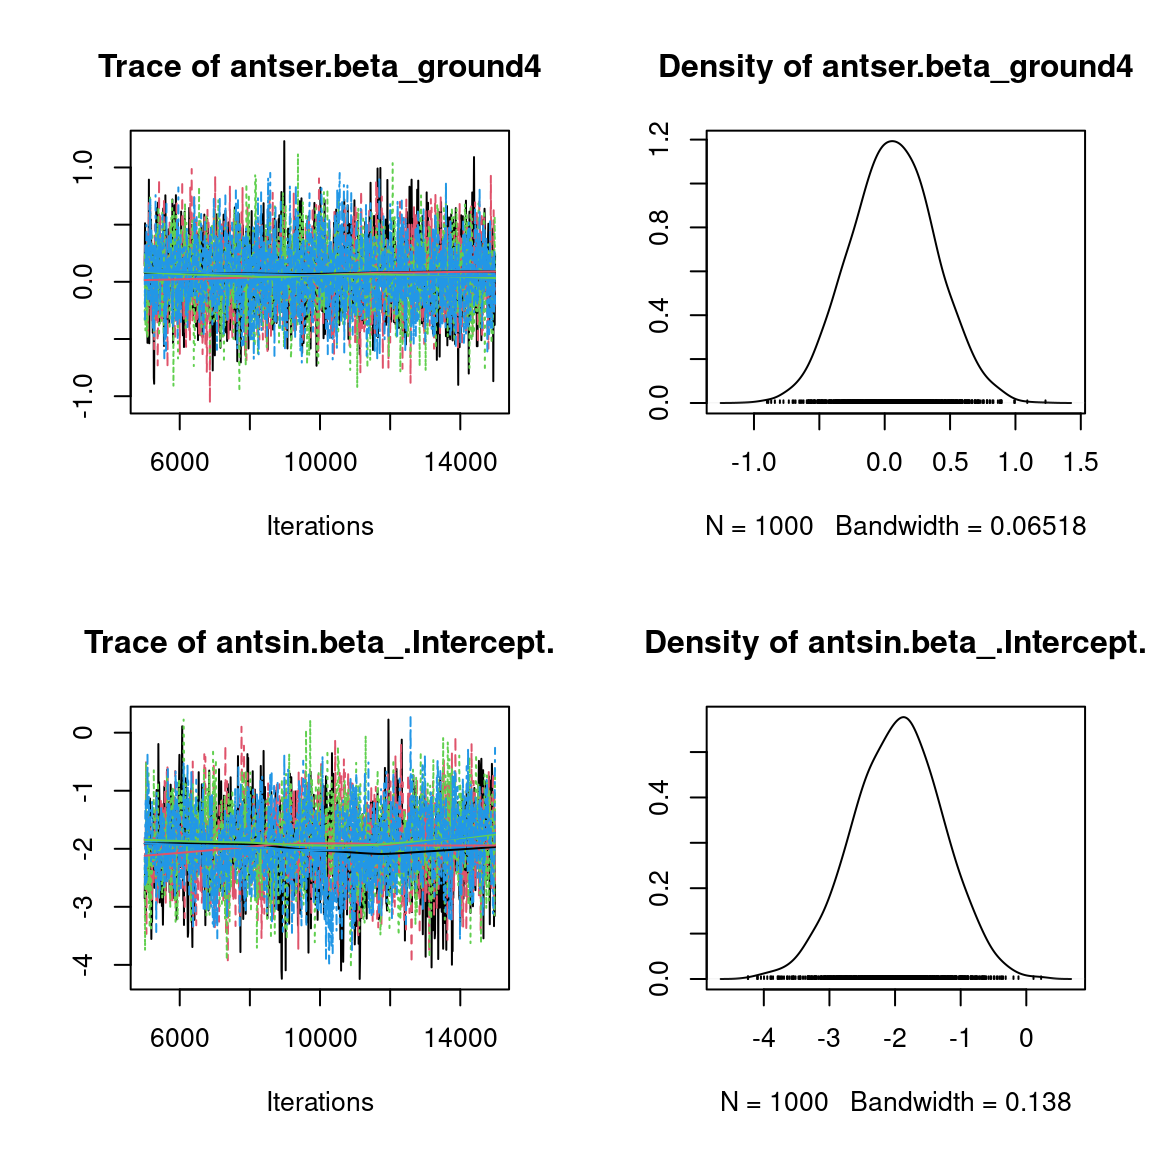 Trace of antser.beta_ground4
Density of antser.beta_ground4
1.0
0.0
-1.0
6000 10000 14000
Iterations
1.2
0.8
0.4
0.0
-1.0 0.0 0.5 1.0 1.5
N = 1000 Bandwidth = 0.06518
Trace of antsin.beta_.Intercept.
Density of antsin.beta_.Intercept.
0
-1
-2
-3
-4
6000 10000 14000
Iterations
0.4
0.2
0.0
-4 -3 -2 -1 0
N = 1000 Bandwidth = 0.138